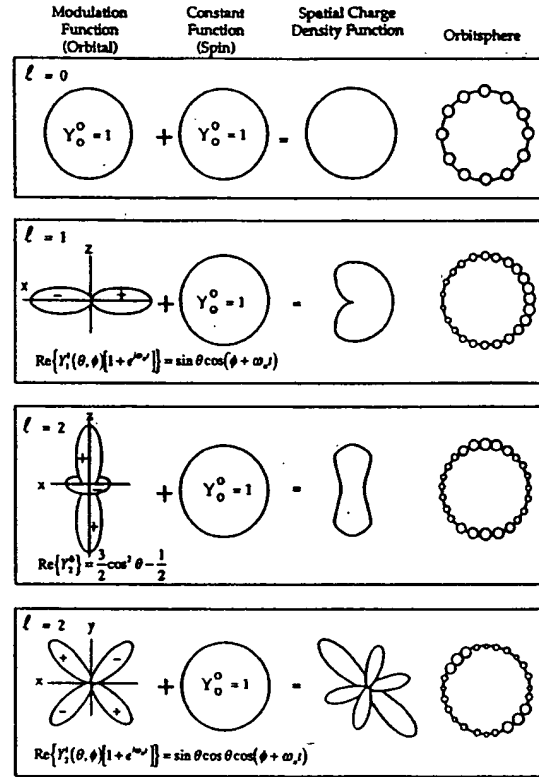 Modulation Function (Orbital)
Constant Function (Spin)
Spatial Charge Density Function
Orbitsphere
ℓ = 0
Y₀⁰ = 1 + Y₀⁰ = 1 =
ℓ = 1
z
x - + + Y₀⁰ = 1 =
Re{Y₁¹(θ,ϕ)[1+e^{iωₙt}]} = sin θ cos(ϕ + ωₙt)
ℓ = 2
z
+
x - + Y₀⁰ = 1 =
+
Re{Y₂⁰} = 3/2 cos² θ - 1/2
ℓ = 2 y
+ -
x + Y₀⁰ = 1 =
- +
Re{Y₂¹(θ,ϕ)[1+e^{iωₙt}]} = sin θ cos θ cos(ϕ + ωₙt)